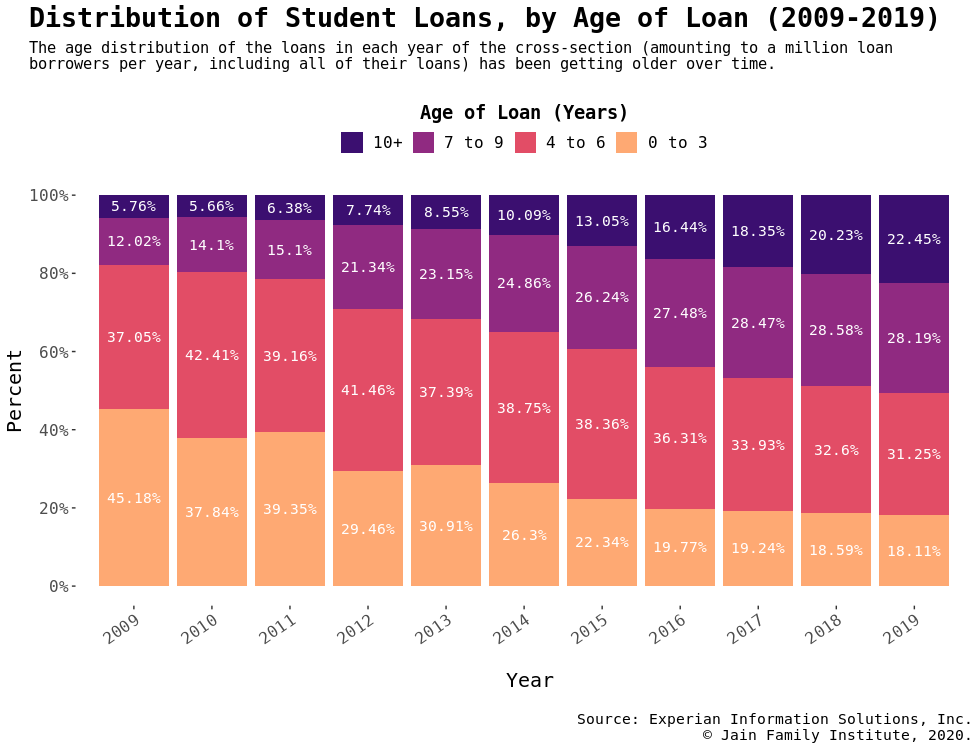 Distribution of Student Loans, by Age of Loan (2009-2019)
The age distribution of the loans in each year of the cross-section (amounting to a million loan
borrowers per year, including all of their loans) has been getting older over time.
Age of Loan (Years)
10+ 7 to 9 4 to 6 0 to 3
Percent
100%
80%
60%
40%
20%
0%
5.76% 5.66% 6.38% 7.74% 8.55% 10.09% 13.05% 16.44% 18.35% 20.23% 22.45%
12.02% 14.1% 15.1% 21.34% 23.15% 24.86% 26.24% 27.48% 28.47% 28.58% 28.19%
37.05% 42.41% 39.16% 41.46% 37.39% 38.75% 38.36% 36.31% 33.93% 32.6% 31.25%
45.18% 37.84% 39.35% 29.46% 30.91% 26.3% 22.34% 19.77% 19.24% 18.59% 18.11%
2009 2010 2011 2012 2013 2014 2015 2016 2017 2018 2019
Year
Source: Experian Information Solutions, Inc.
© Jain Family Institute, 2020.